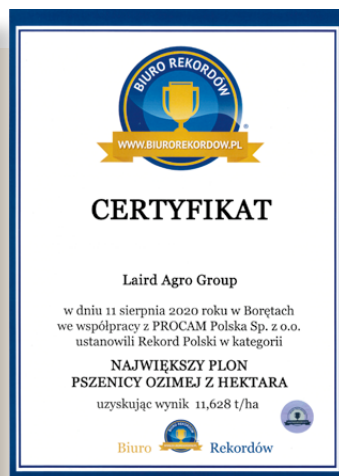 BIURO REKORDÓW
®
WWW.BIUROREKORDOW.PL
CERTYFIKAT
Laird Agro Group
w dniu 11 sierpnia 2020 roku w Borętach
we współpracy z PROCAM Polska Sp. z o.o.
ustanowili Rekord Polski w kategorii
NAJWIĘKSZY PLON
PSZENICY OZIMEJ Z HEKTARA
uzyskując wynik 11,628 t/ha
Biuro Rekordów